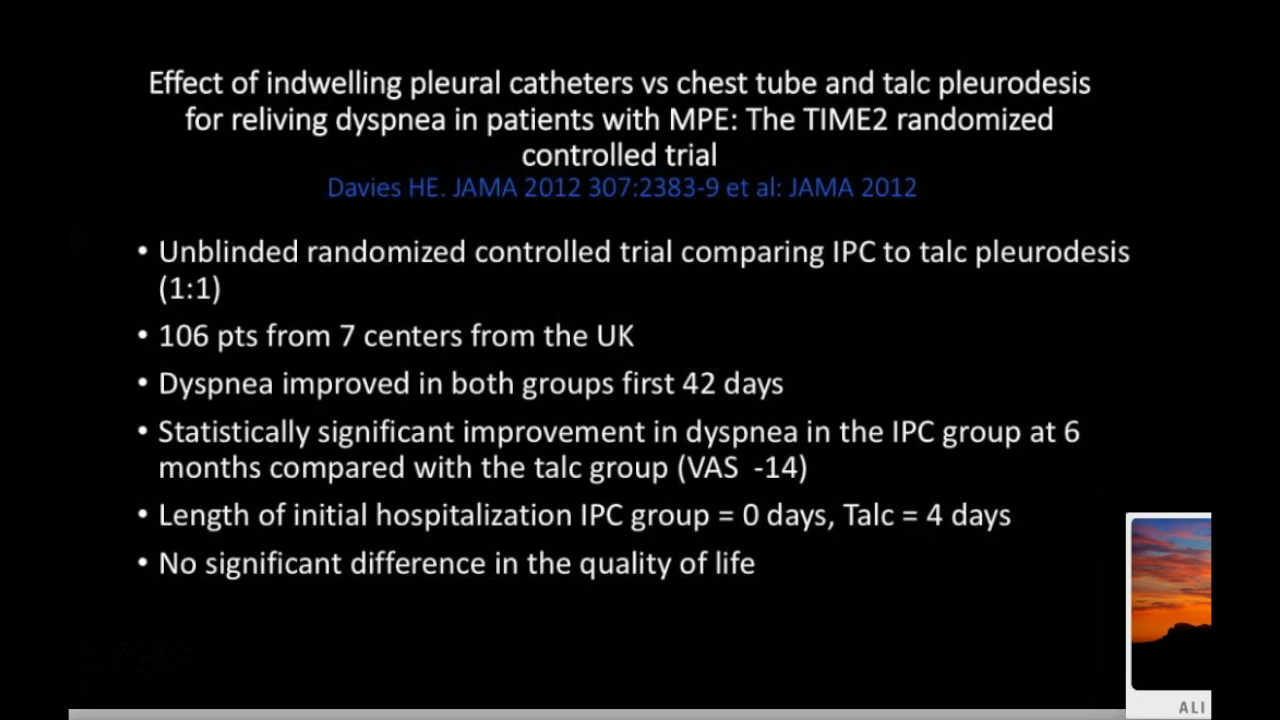 Effect of indwelling pleural catheters vs chest tube and talc pleurodesis
for reliving dyspnea in patients with MPE: The TIME2 randomized
controlled trial
Davies HE. JAMA 2012 307:2383-9 et al: JAMA 2012
• Unblinded randomized controlled trial comparing IPC to talc pleurodesis
(1:1)
• 106 pts from 7 centers from the UK
• Dyspnea improved in both groups first 42 days
• Statistically significant improvement in dyspnea in the IPC group at 6
months compared with the talc group (VAS -14)
• Length of initial hospitalization IPC group = 0 days, Talc = 4 days
• No significant difference in the quality of life
ALI